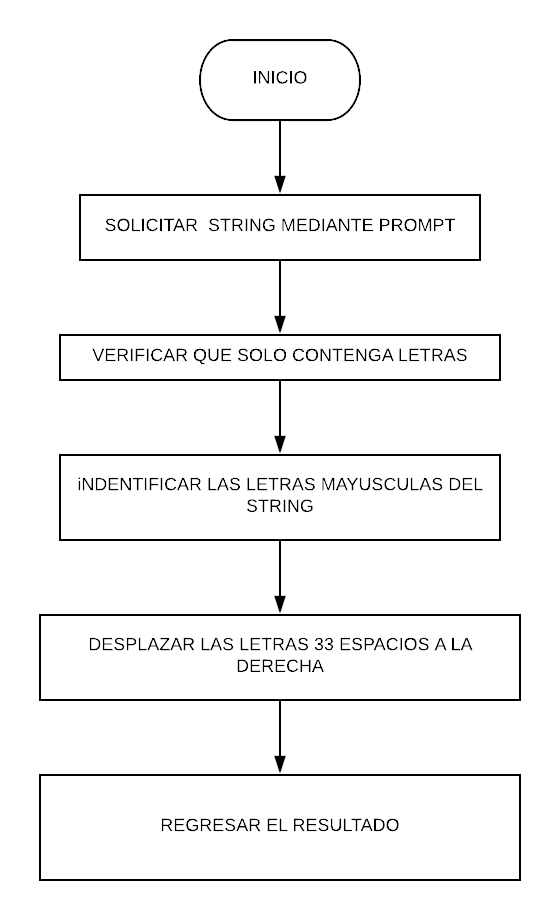 INICIO
SOLICITAR STRING MEDIANTE PROMPT
VERIFICAR QUE SOLO CONTENGA LETRAS
iNDENTIFICAR LAS LETRAS MAYUSCULAS DEL
STRING
DESPLAZAR LAS LETRAS 33 ESPACIOS A LA
DERECHA
REGRESAR EL RESULTADO